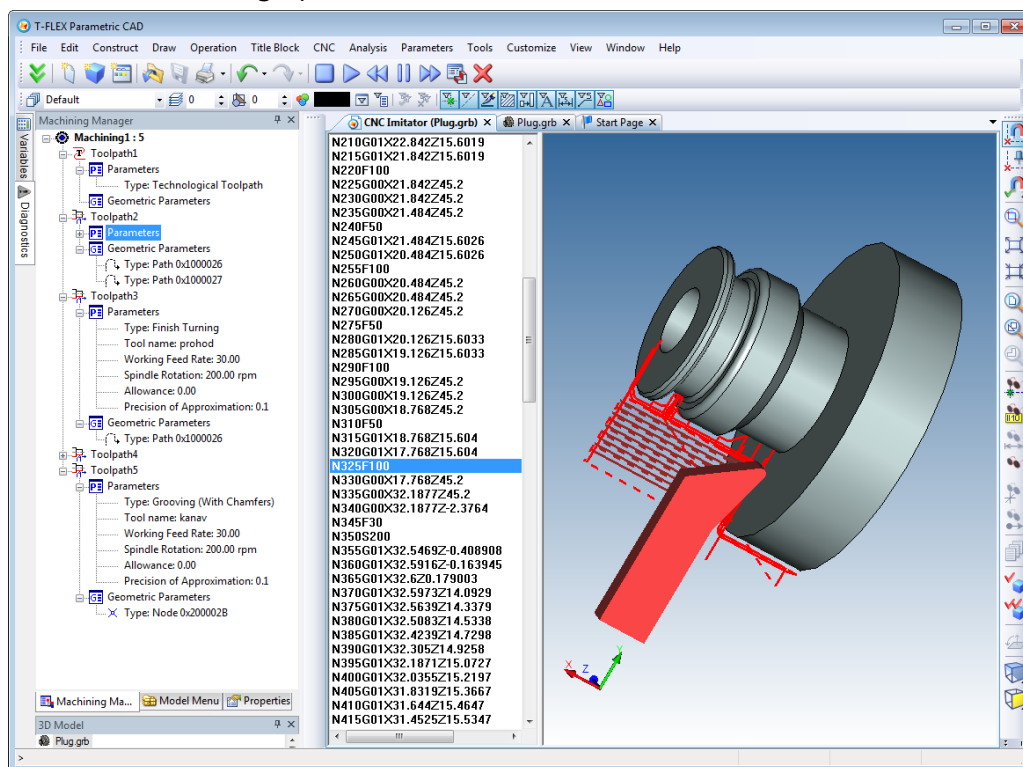 T-FLEX Parametric CAD
File Edit Construct Draw Operation Title Block CNC Analysis Parameters Tools Customize View Window Help
Default 0 0
Machining Manager
CNC Imitator (Plug.grb) Plug.grb Start Page
Variables
Diagnostics
Machining1 : 5
Toolpath1
Parameters
Type: Technological Toolpath
Geometric Parameters
Toolpath2
Parameters
Geometric Parameters
Type: Path 0x1000026
Type: Path 0x1000027
Toolpath3
Parameters
Type: Finish Turning
Tool name: prohod
Working Feed Rate: 30.00
Spindle Rotation: 200.00 rpm
Allowance: 0.00
Precision of Approximation: 0.1
Geometric Parameters
Type: Path 0x1000026
Toolpath4
Toolpath5
Parameters
Type: Grooving (With Chamfers)
Tool name: kanav
Working Feed Rate: 30.00
Spindle Rotation: 200.00 rpm
Allowance: 0.00
Precision of Approximation: 0.1
Geometric Parameters
Type: Node 0x200002B
Machining Ma... Model Menu Properties
3D Model
Plug.grb
N210G01X22.842Z15.6019
N215G01X21.842Z15.6019
N220F100
N225G00X21.842Z45.2
N230G00X21.842Z45.2
N235G00X21.484Z45.2
N240F50
N245G01X21.484Z15.6026
N250G01X20.484Z15.6026
N255F100
N260G00X20.484Z45.2
N265G00X20.484Z45.2
N270G00X20.126Z45.2
N275F50
N280G01X20.126Z15.6033
N285G01X19.126Z15.6033
N290F100
N295G00X19.126Z45.2
N300G00X19.126Z45.2
N305G00X18.768Z45.2
N310F50
N315G01X18.768Z15.604
N320G01X17.768Z15.604
N325F100
N330G00X17.768Z45.2
N335G00X32.1877Z45.2
N340G00X32.1877Z-2.3764
N345F30
N350S200
N355G01X32.5469Z-0.408908
N360G01X32.5916Z-0.163945
N365G01X32.6Z0.179003
N370G01X32.5973Z14.0929
N375G01X32.5639Z14.3379
N380G01X32.5083Z14.5338
N385G01X32.4239Z14.7298
N390G01X32.305Z14.9258
N395G01X32.1871Z15.0727
N400G01X32.0355Z15.2197
N405G01X31.8319Z15.3667
N410G01X31.644Z15.4647
N415G01X31.4525Z15.5347
X Z Y
>